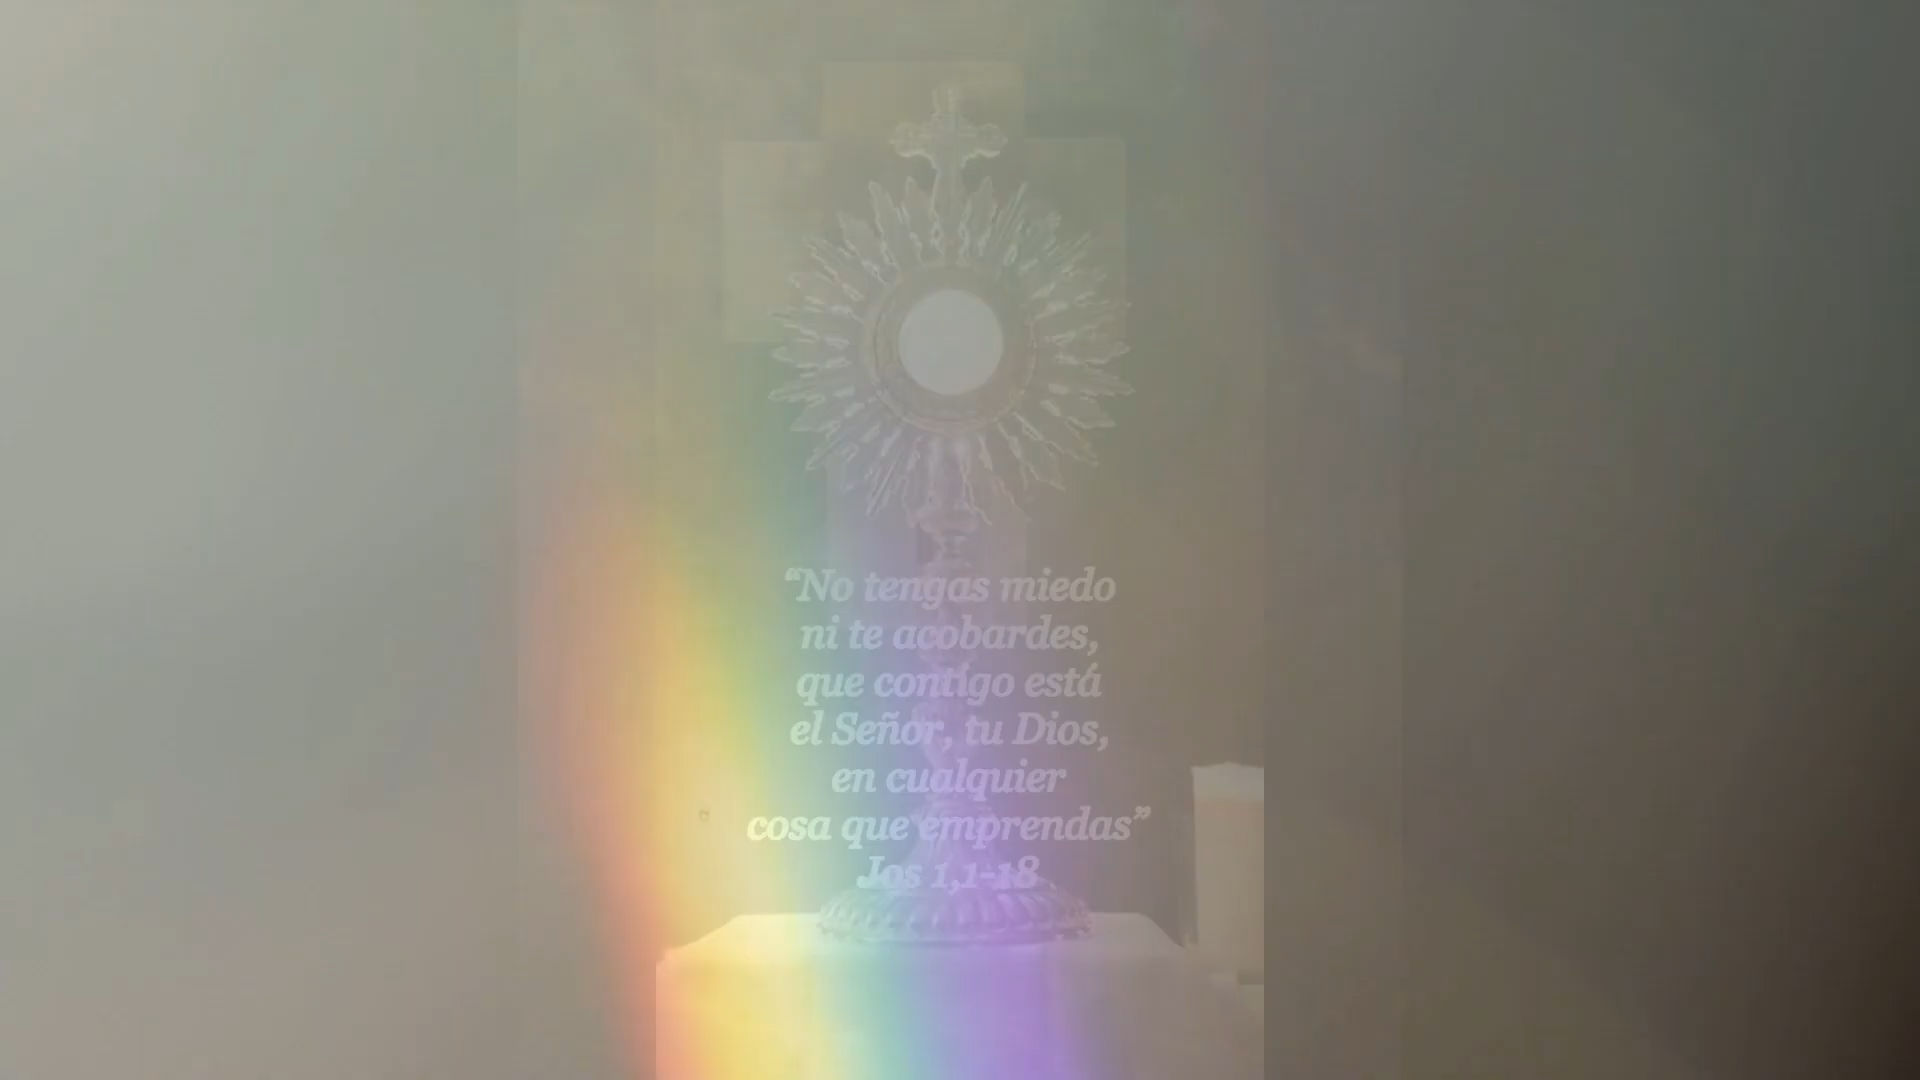 “No tengas miedo
ni te acobardes,
que contigo está
el Señor, tu Dios,
en cualquier
cosa que emprendas”
Jos 1,1-18